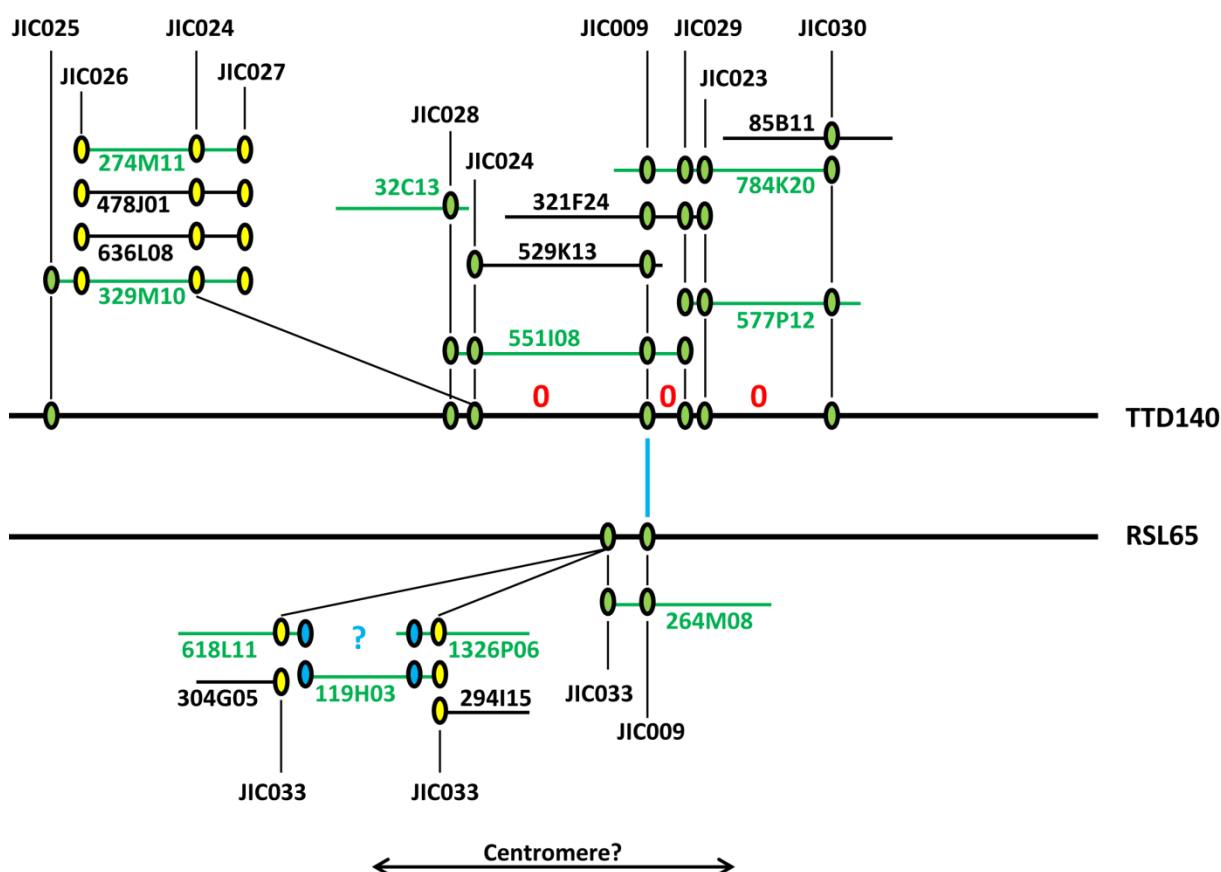 JIC025
JIC024
JIC009
JIC029
JIC030
JIC026
JIC027
JIC023
JIC028
JIC024
85B11
274M11
32C13
784K20
478J01
321F24
636L08
529K13
329M10
577P12
551I08
0
0
0
TTD140
RSL65
618L11
?
1326P06
264M08
304G05
119H03
294I15
JIC033
JIC009
JIC033
JIC033
Centromere?